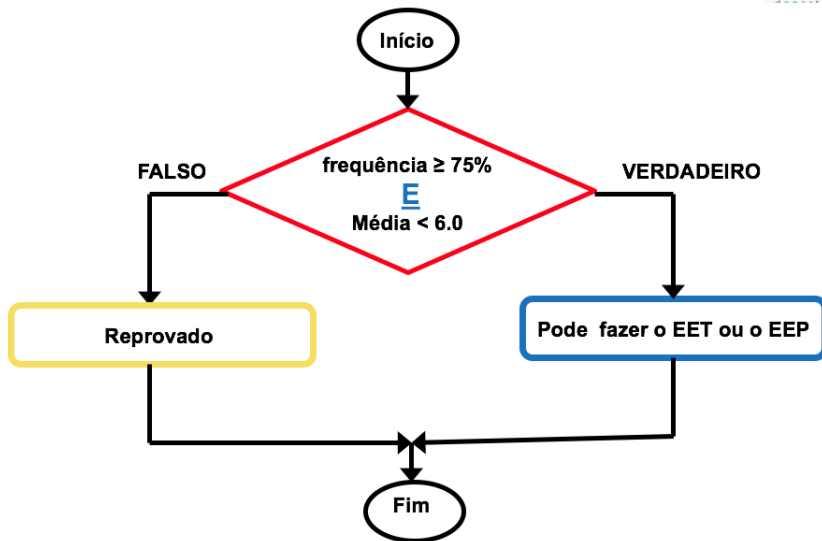 Início
frequência ≥ 75%
FALSO
VERDADEIRO
E
Média < 6.0
Reprovado
Pode fazer o EET ou o EEP
Fim